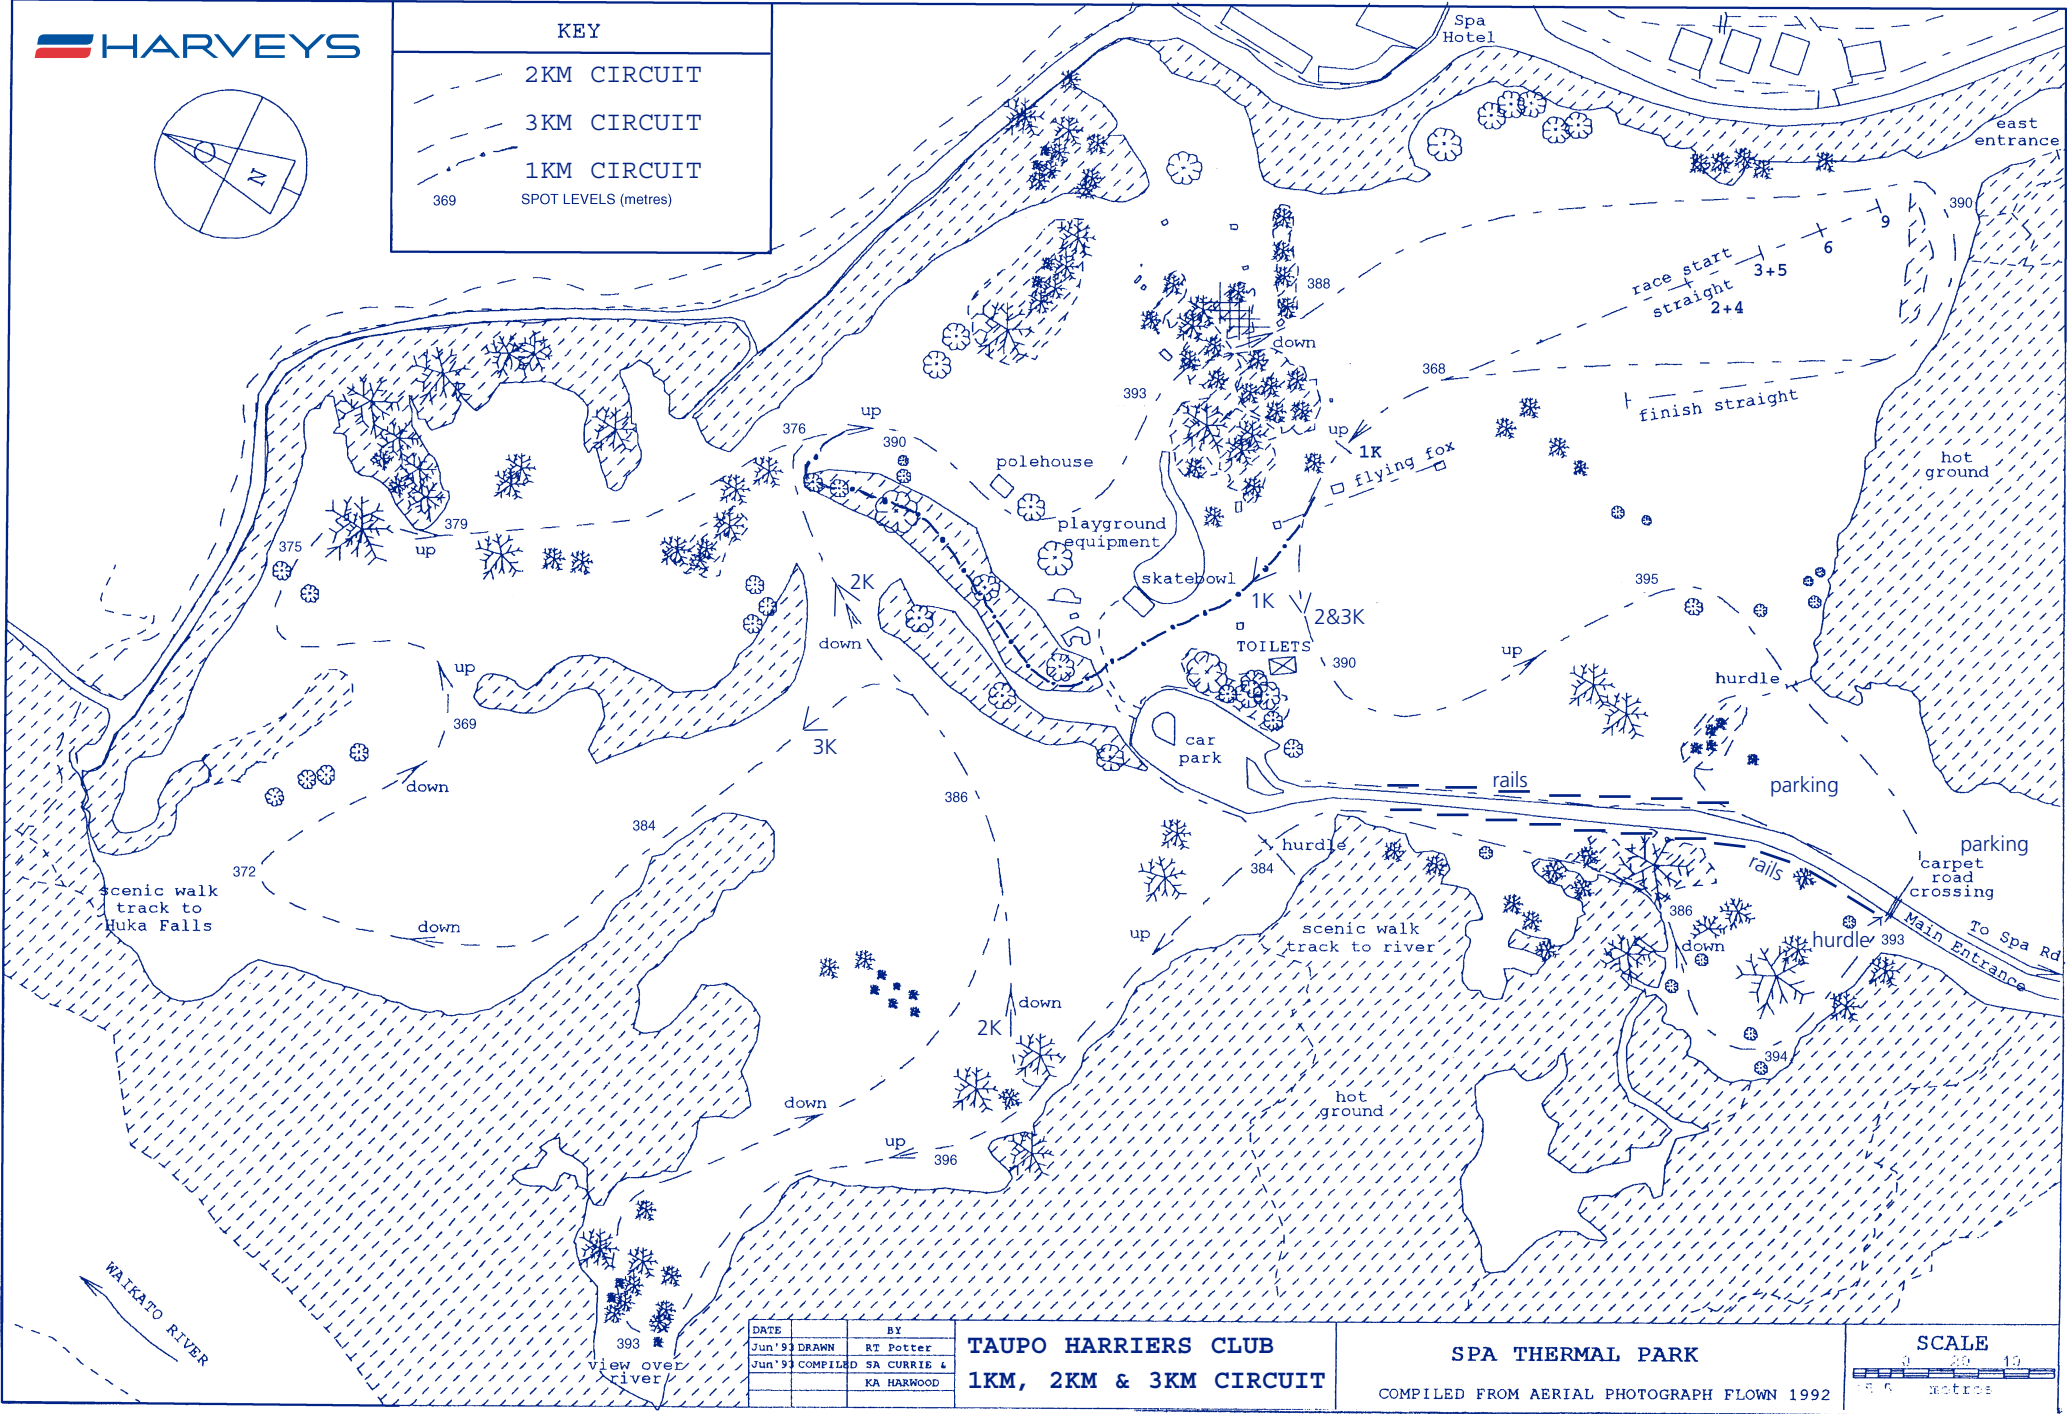 HARVEYS
KEY
2KM CIRCUIT
3KM CIRCUIT
1KM CIRCUIT
369 SPOT LEVELS (metres)
N
Spa
Hotel
east
entrance
390
9
6
3+5
race start
straight
2+4
388
down
368
finish straight
393
up
1K
flying fox
hot
ground
376
up
390
polehouse
playground
equipment
skatebowl
379
up
375
2K
down
1K
2&3K
TOILETS
390
395
up
hurdle
up
369
down
3K
car
park
rails
parking
386
384
372
hurdle
384
parking
carpet
road
crossing
rails
scenic walk
track to
Huka Falls
down
up
scenic walk
track to river
386
down
hurdle
393
Main Entrance
To Spa Rd
down
2K
394
down
hot
ground
up
396
393
view over
river
WAIKATO RIVER
DATE BY
Jun'93 DRAWN RT Potter
Jun'93 COMPILED SA CURRIE &
KA HARWOOD
TAUPO HARRIERS CLUB
1KM, 2KM & 3KM CIRCUIT
SPA THERMAL PARK
COMPILED FROM AERIAL PHOTOGRAPH FLOWN 1992
SCALE
metres